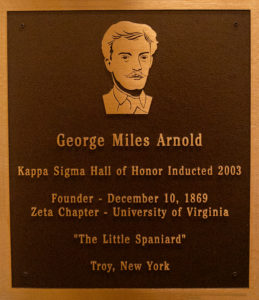 George Miles Arnold
Kappa Sigma Hall of Honor Inducted 2003
Founder - December 10, 1869
Zeta Chapter - University of Virginia
"The Little Spaniard"
Troy, New York